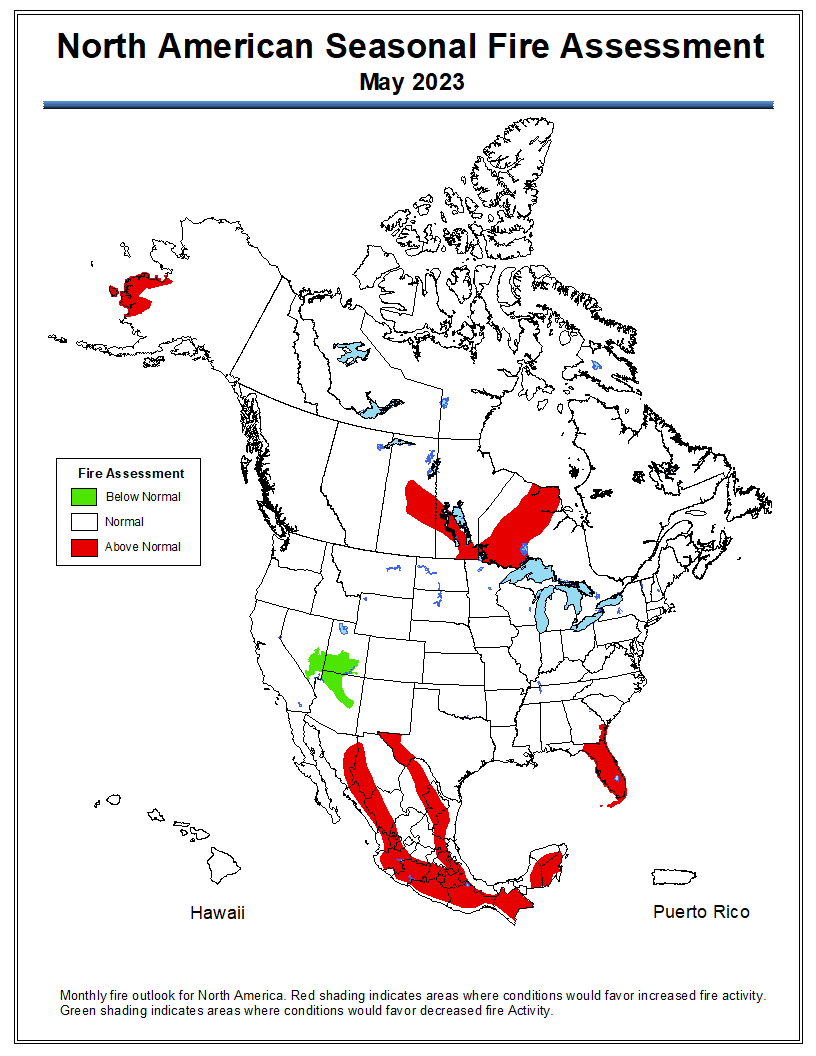 North American Seasonal Fire Assessment
May 2023
Fire Assessment
Below Normal
Normal
Above Normal
Hawaii
Puerto Rico
Monthly fire outlook for North America. Red shading indicates areas where conditions would favor increased fire activity.
Green shading indicates areas where conditions would favor decreased fire Activity.